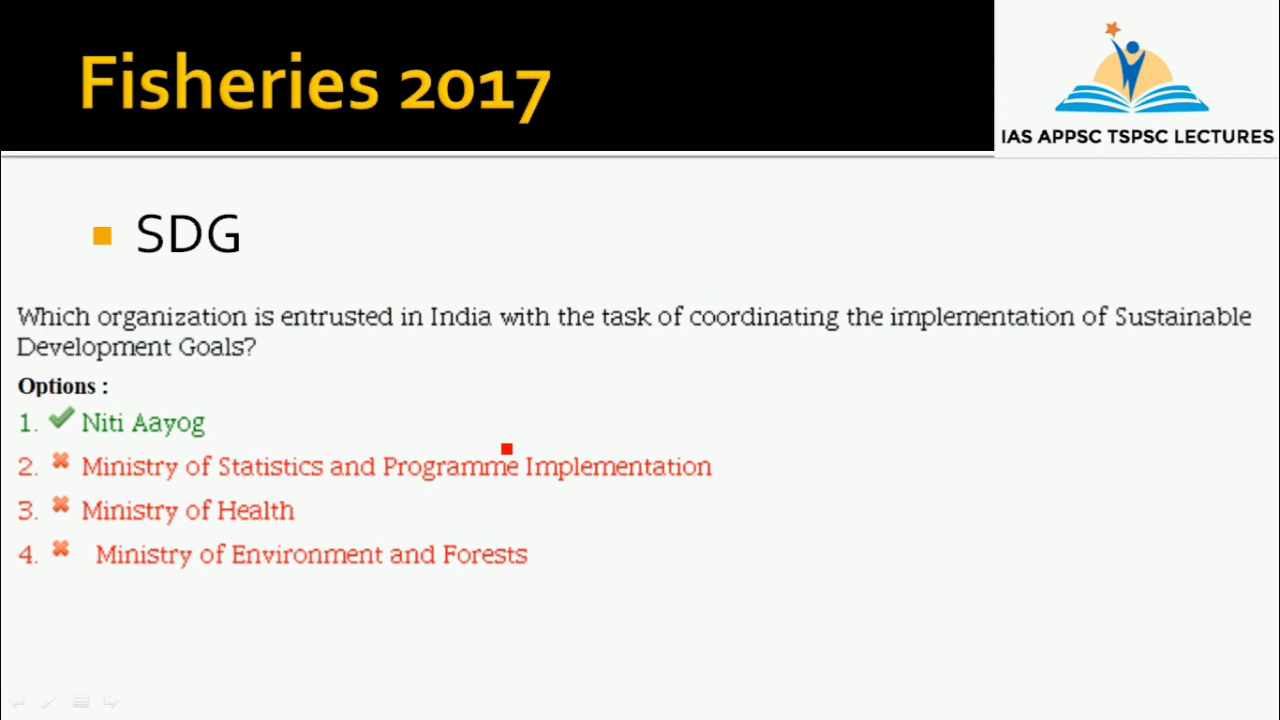 Fisheries 2017
IAS APPSC TSPSC LECTURES
SDG
Which organization is entrusted in India with the task of coordinating the implementation of Sustainable
Development Goals?
Options :
1. Niti Aayog
2. Ministry of Statistics and Programme Implementation
3. Ministry of Health
4. Ministry of Environment and Forests